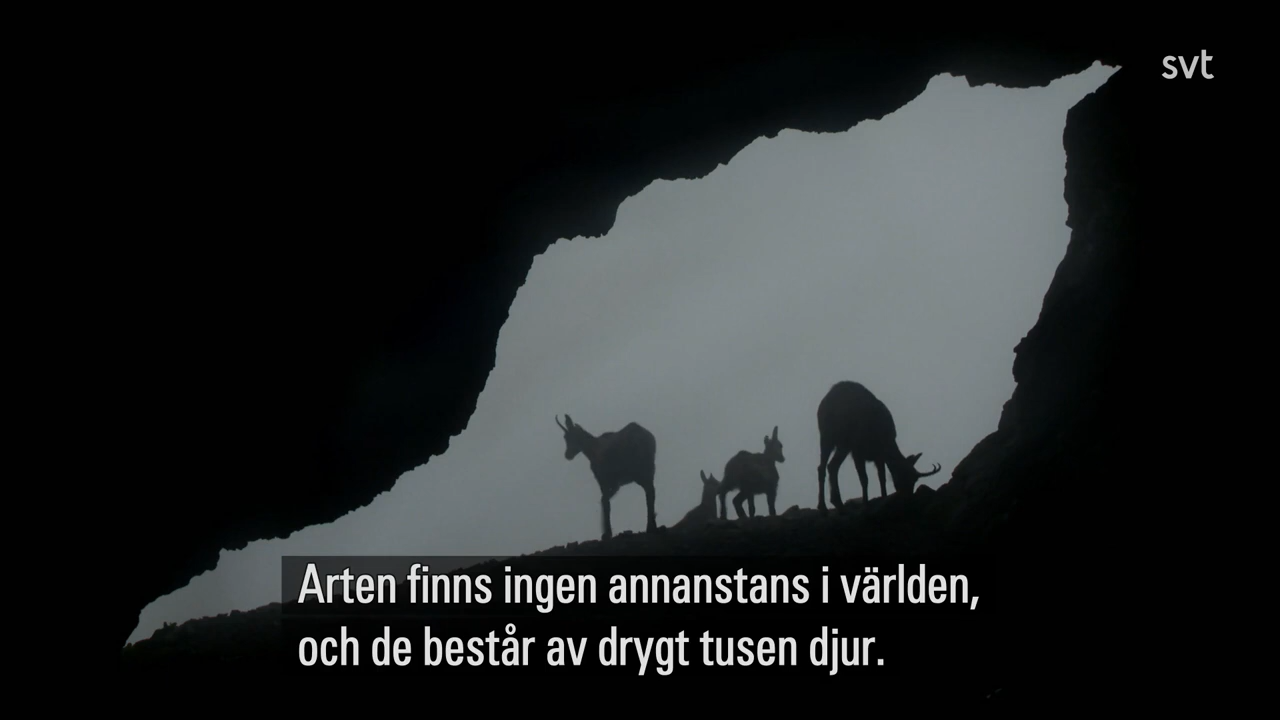 svt
Arten finns ingen annanstans i världen,
och de består av drygt tusen djur.